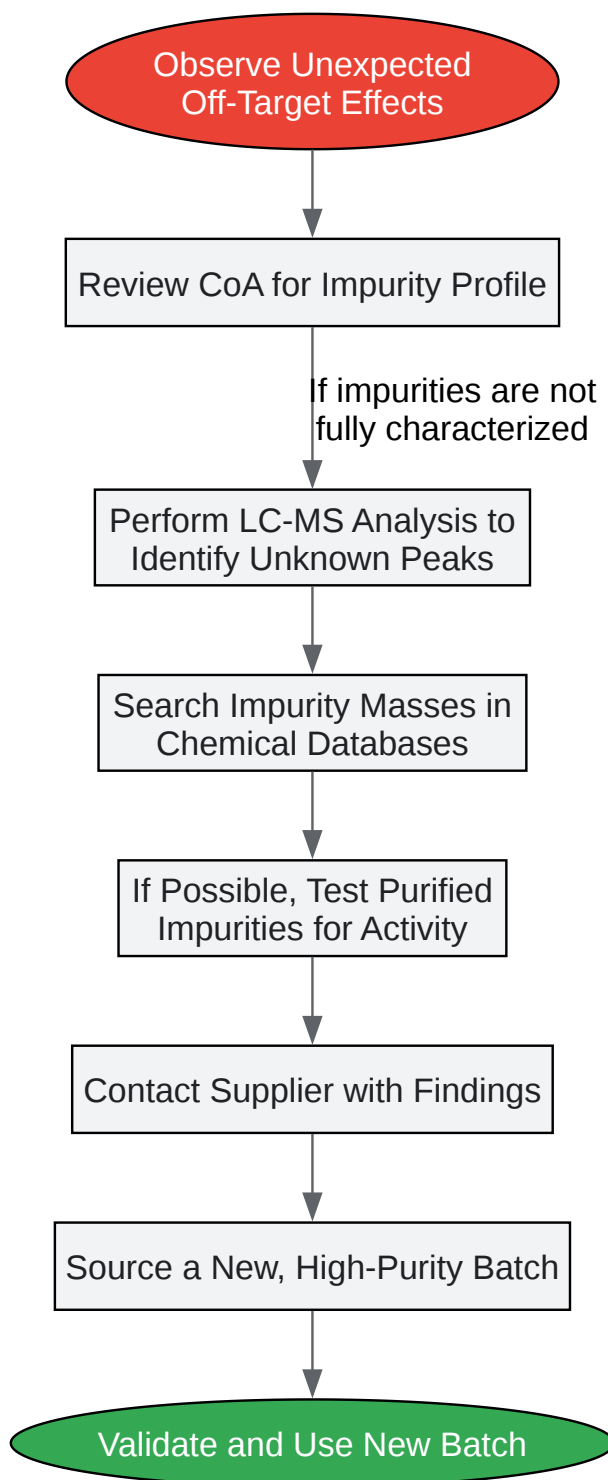 Observe Unexpected
Off-Target Effects
Review CoA for Impurity Profile
If impurities are not
fully characterized
Perform LC-MS Analysis to
Identify Unknown Peaks
Search Impurity Masses in
Chemical Databases
If Possible, Test Purified
Impurities for Activity
Contact Supplier with Findings
Source a New, High-Purity Batch
Validate and Use New Batch